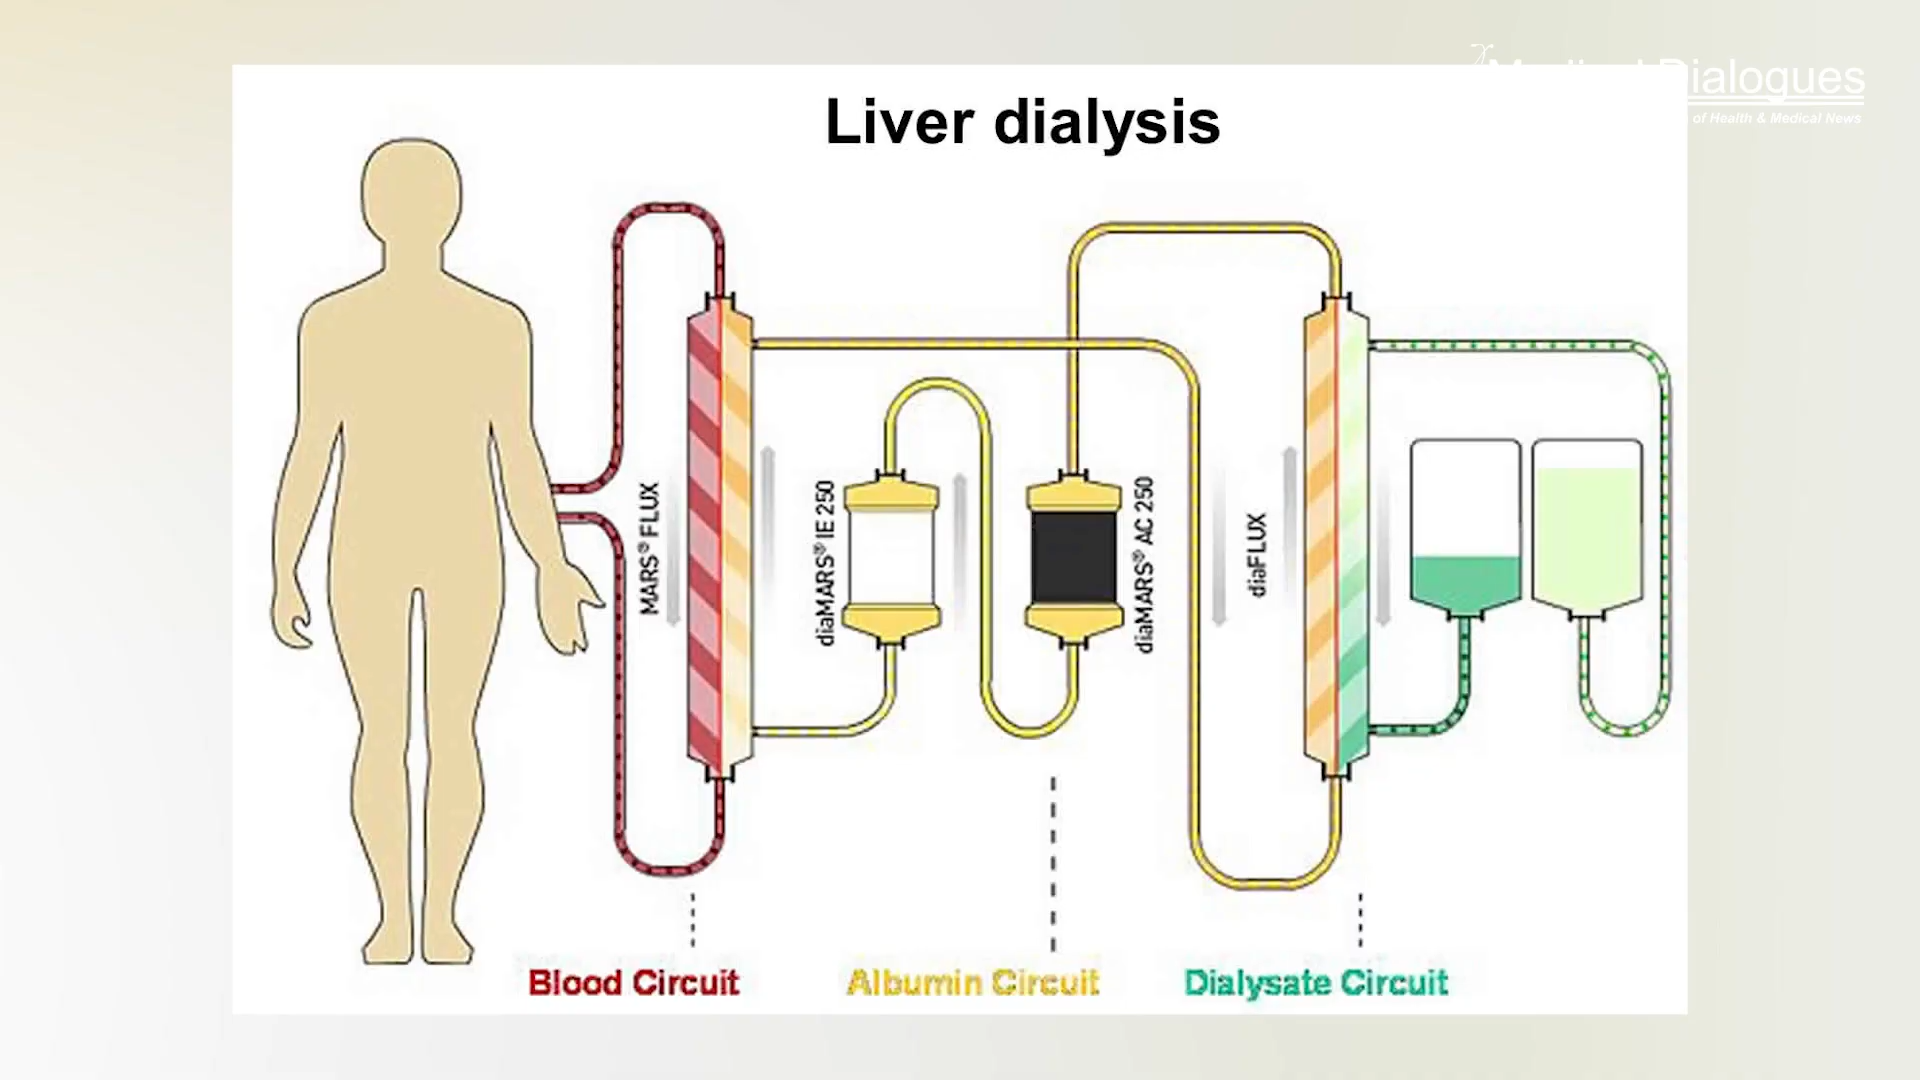 Dialogues
of Health & Medical News
Liver dialysis
MARS® FLUX
diaMARS® IE 250
diaMARS® AC 250
diaFLUX
Blood Circuit
Albumin Circuit
Dialysate Circuit